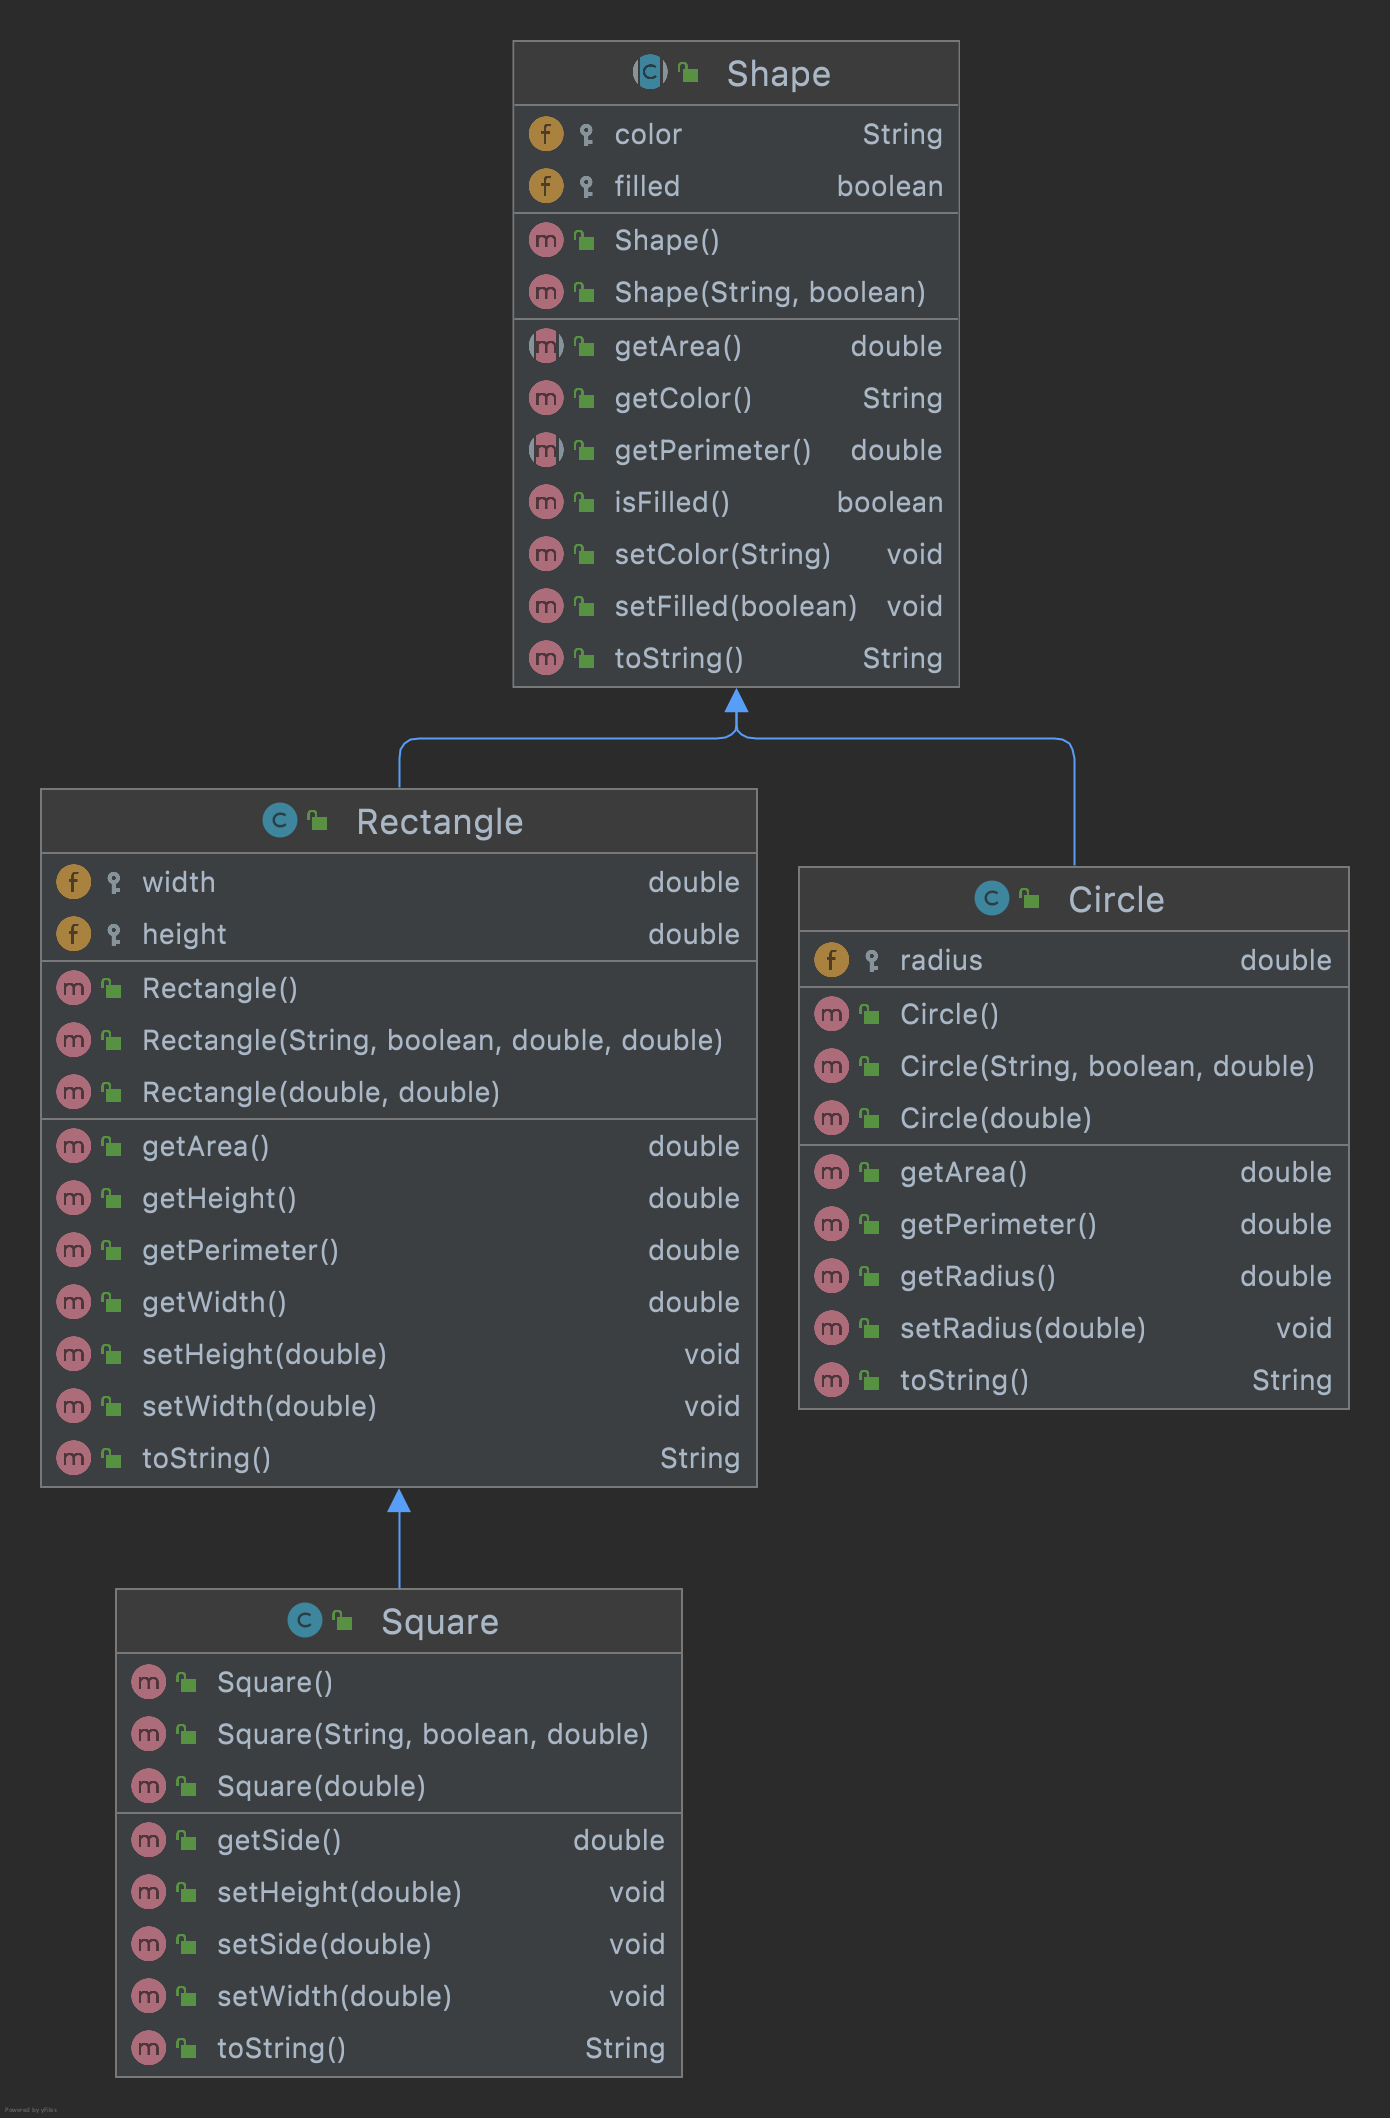 Shape
color String
filled boolean
Shape()
Shape(String, boolean)
getArea() double
getColor() String
getPerimeter() double
isFilled() boolean
setColor(String) void
setFilled(boolean) void
toString() String
Rectangle
width double
height double
Rectangle()
Rectangle(String, boolean, double, double)
Rectangle(double, double)
getArea() double
getHeight() double
getPerimeter() double
getWidth() double
setHeight(double) void
setWidth(double) void
toString() String
Circle
radius double
Circle()
Circle(String, boolean, double)
Circle(double)
getArea() double
getPerimeter() double
getRadius() double
setRadius(double) void
toString() String
Square
Square()
Square(String, boolean, double)
Square(double)
getSide() double
setHeight(double) void
setSide(double) void
setWidth(double) void
toString() String
Powered by yFiles